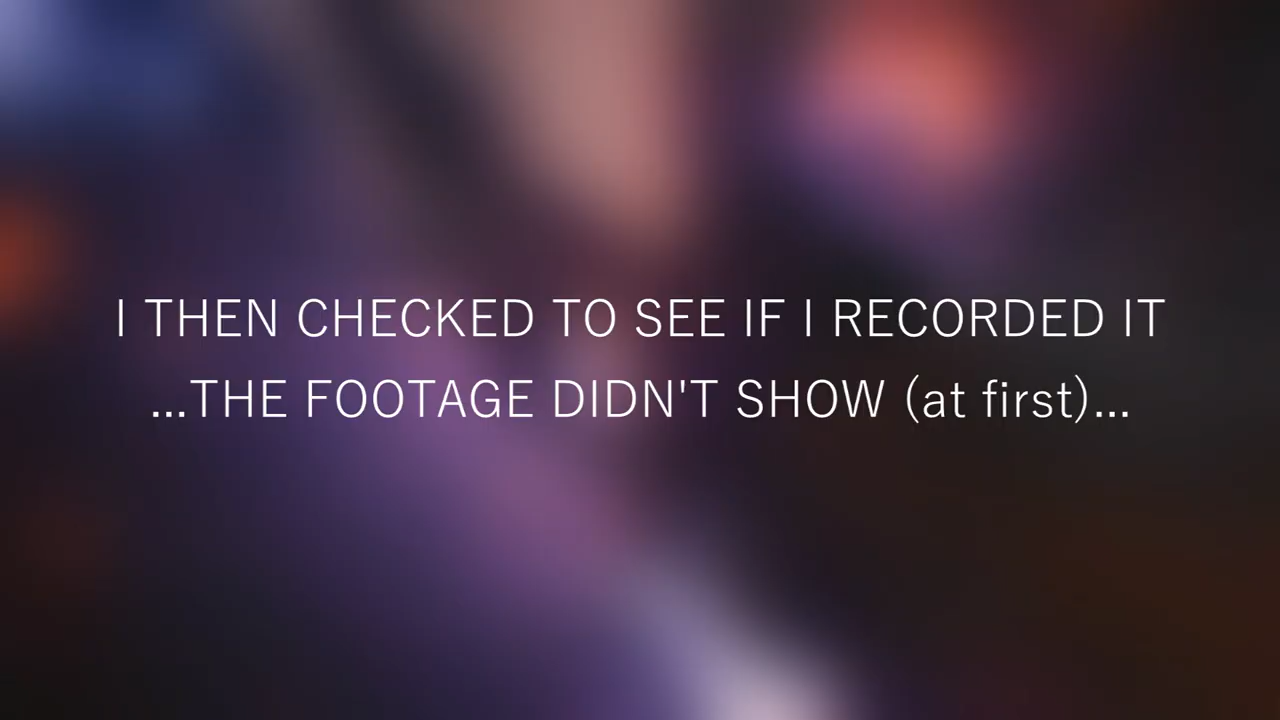 I THEN CHECKED TO SEE IF I RECORDED IT
...THE FOOTAGE DIDN'T SHOW (at first)...